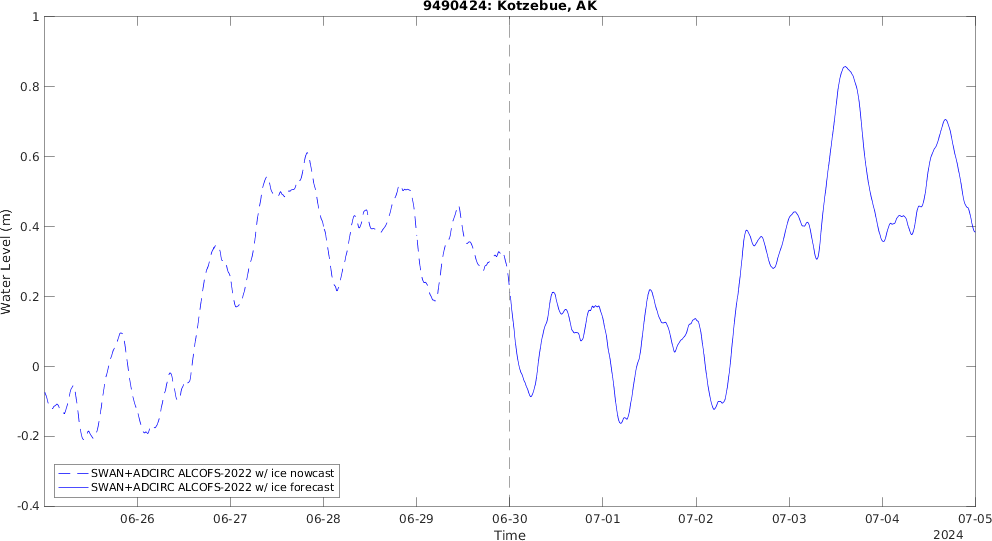 9490424: Kotzebue, AK
1
0.8
0.6
0.4
0.2
0
-0.2
-0.4
Water Level (m)
SWAN+ADCIRC ALCOFS-2022 w/ ice nowcast
SWAN+ADCIRC ALCOFS-2022 w/ ice forecast
06-26 06-27 06-28 06-29 06-30 07-01 07-02 07-03 07-04 07-05
Time
2024